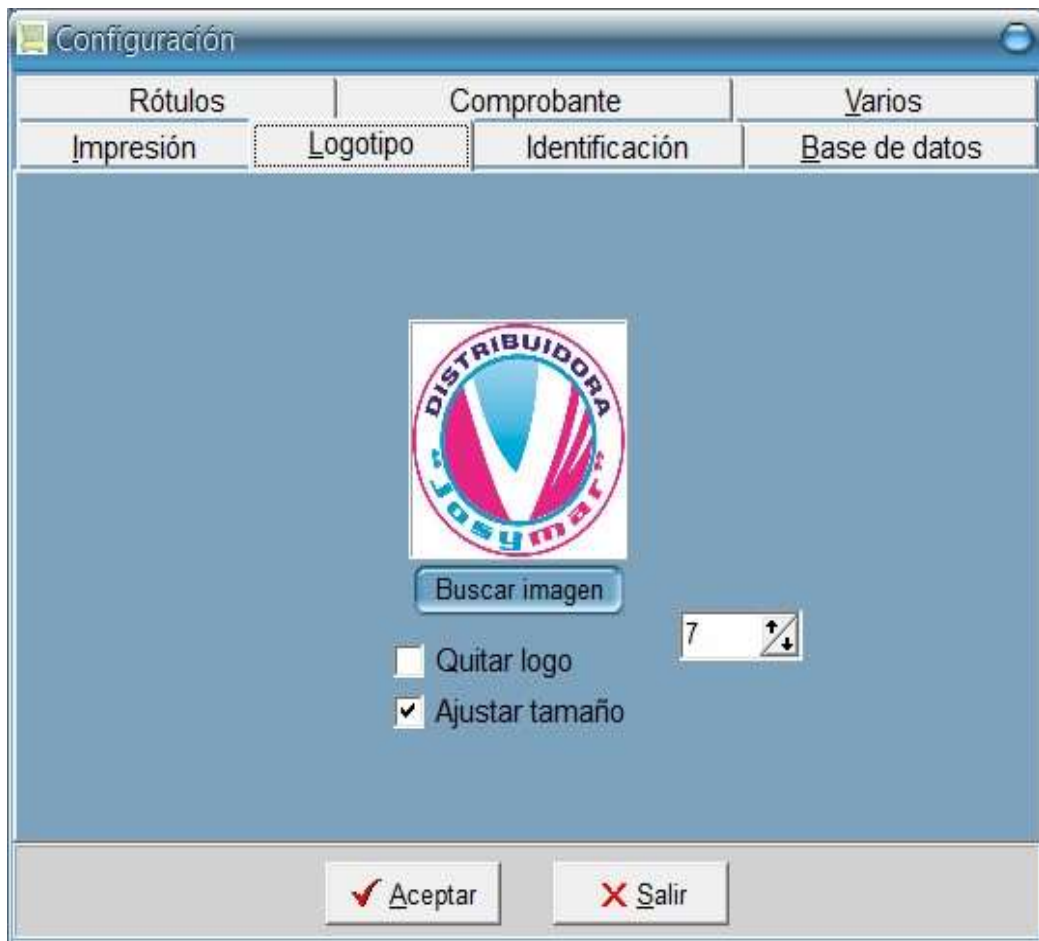 Configuración
Rótulos Comprobante Varios
Impresión Logotipo Identificación Base de datos
DISTRIBUIDORA
"Josymar"
Buscar imagen
7
Quitar logo
Ajustar tamaño
Aceptar Salir